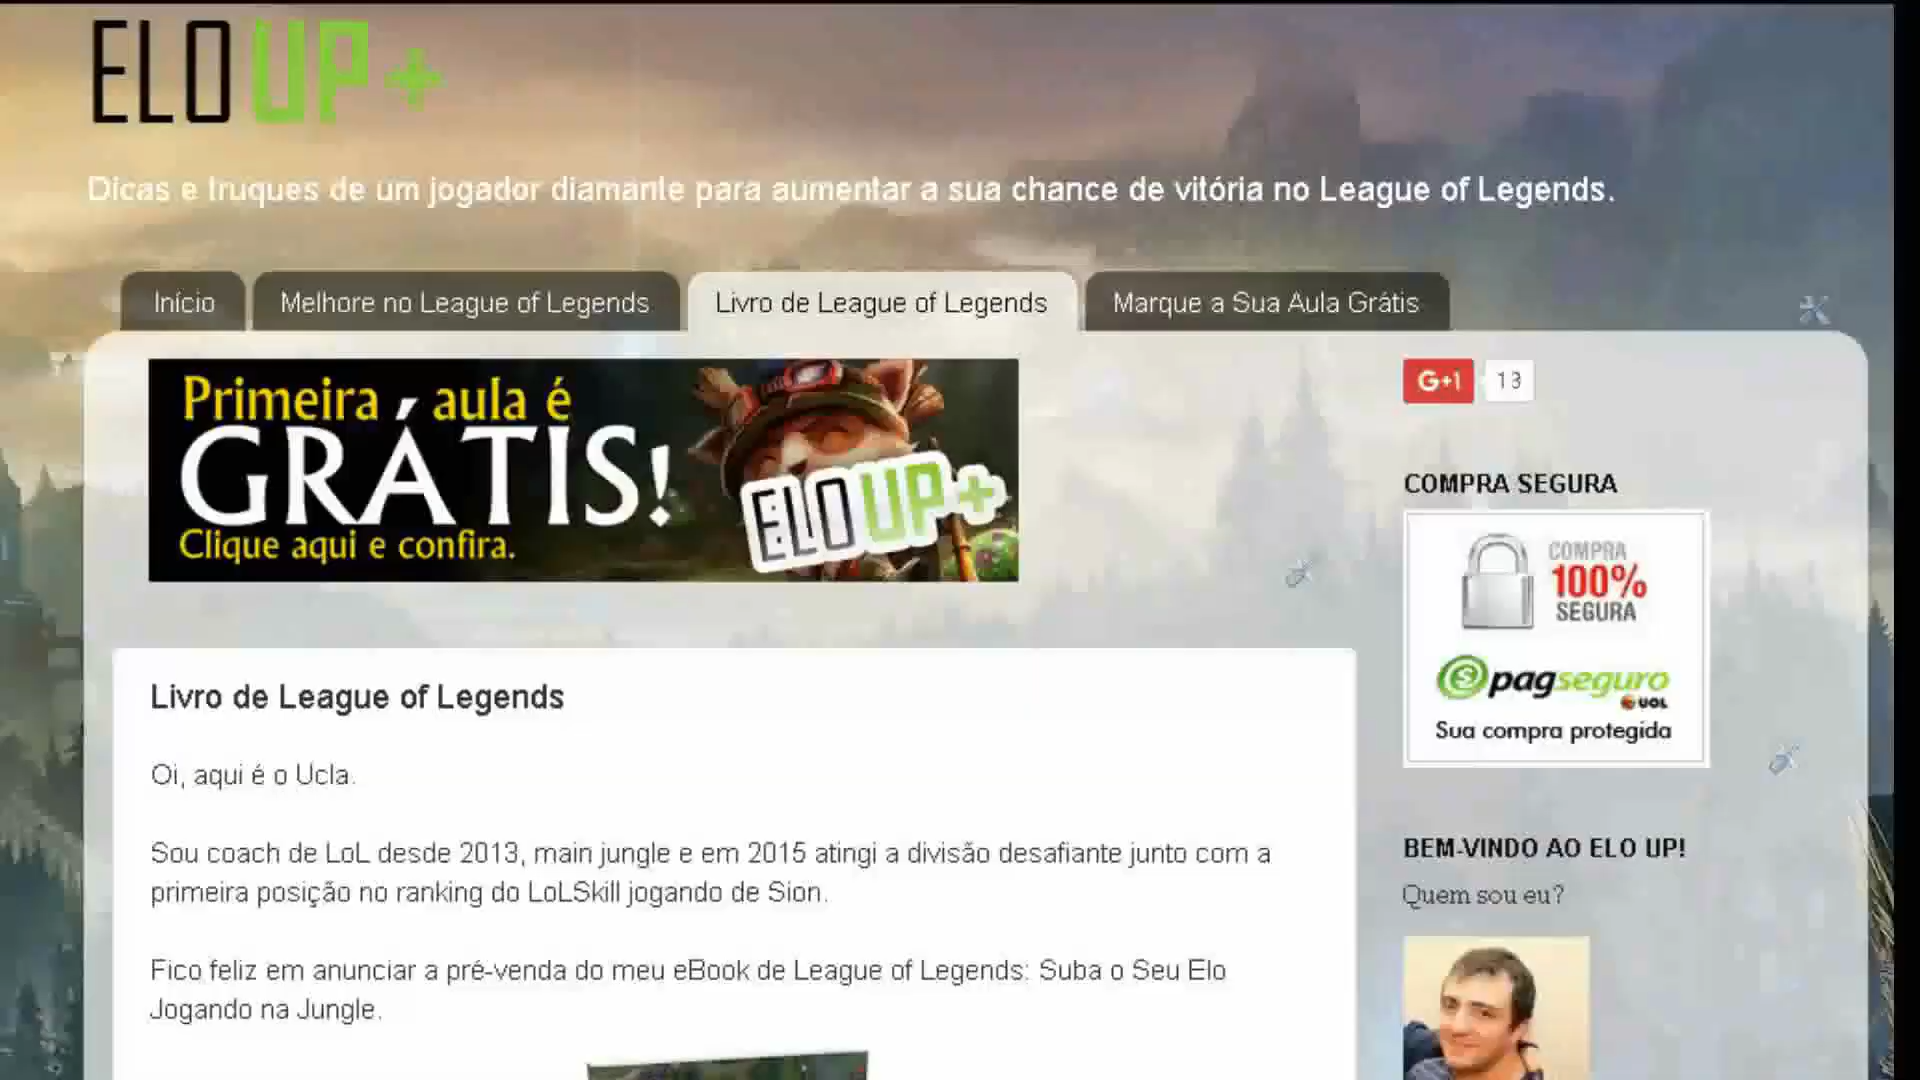 ELO UP+
Dicas e truques de um jogador diamante para aumentar a sua chance de vitória no League of Legends.
Início
Melhore no League of Legends
Livro de League of Legends
Marque a Sua Aula Grátis
Primeira aula é
GRÁTIS!
Clique aqui e confira.
ELO UP+
G+1
13
COMPRA SEGURA
COMPRA
100%
SEGURA
pagseguro
UOL
Sua compra protegida
Livro de League of Legends
Oi, aqui é o Ucla.
Sou coach de LoL desde 2013, main jungle e em 2015 atingi a divisão desafiante junto com a
primeira posição no ranking do LoLSkill jogando de Sion.
Fico feliz em anunciar a pré-venda do meu eBook de League of Legends: Suba o Seu Elo
Jogando na Jungle.
BEM-VINDO AO ELO UP!
Quem sou eu?